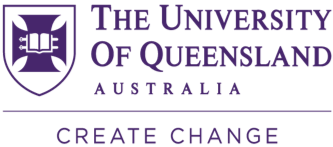 THE UNIVERSITY
OF QUEENSLAND
AUSTRALIA
CREATE CHANGE